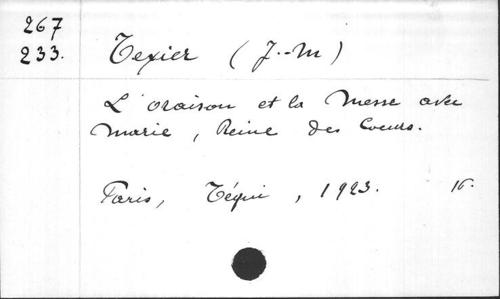 267
233. Texier (J.-M)
L'oraison et la Messe avec
Marie, Reine des Coeurs.
Paris, Téqui, 1923. 16.